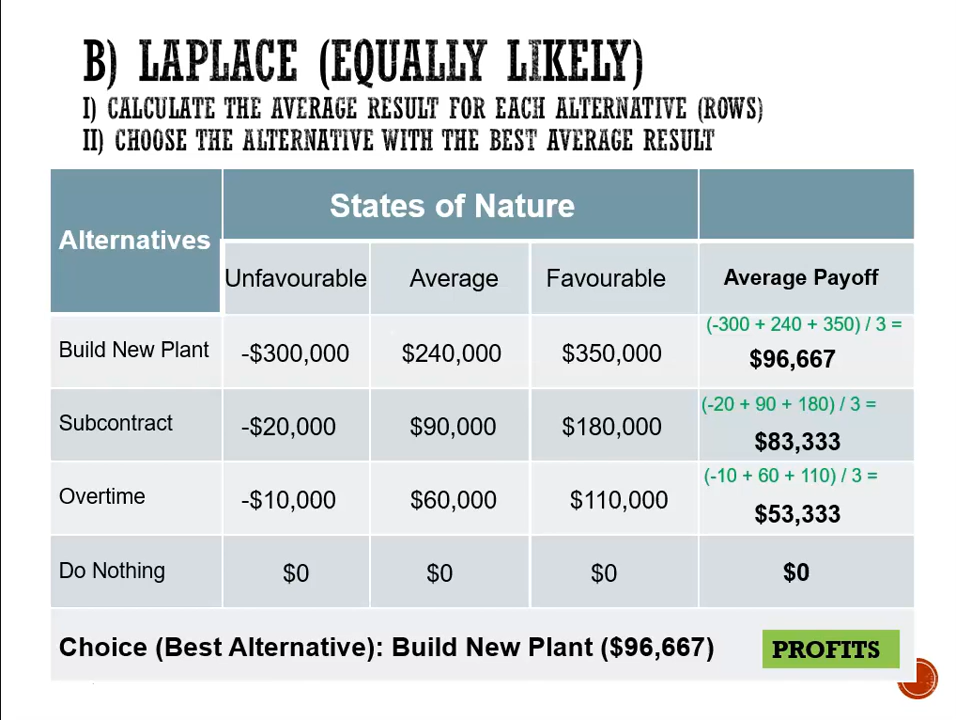 B) LAPLACE (EQUALLY LIKELY)
I) CALCULATE THE AVERAGE RESULT FOR EACH ALTERNATIVE (ROWS)
II) CHOOSE THE ALTERNATIVE WITH THE BEST AVERAGE RESULT
Alternatives States of Nature
Unfavourable Average Favourable Average Payoff
(-300 + 240 + 350) / 3 =
Build New Plant -$300,000 $240,000 $350,000 $96,667
(-20 + 90 + 180) / 3 =
Subcontract -$20,000 $90,000 $180,000 $83,333
(-10 + 60 + 110) / 3 =
Overtime -$10,000 $60,000 $110,000 $53,333
Do Nothing $0 $0 $0 $0
Choice (Best Alternative): Build New Plant ($96,667) PROFITS